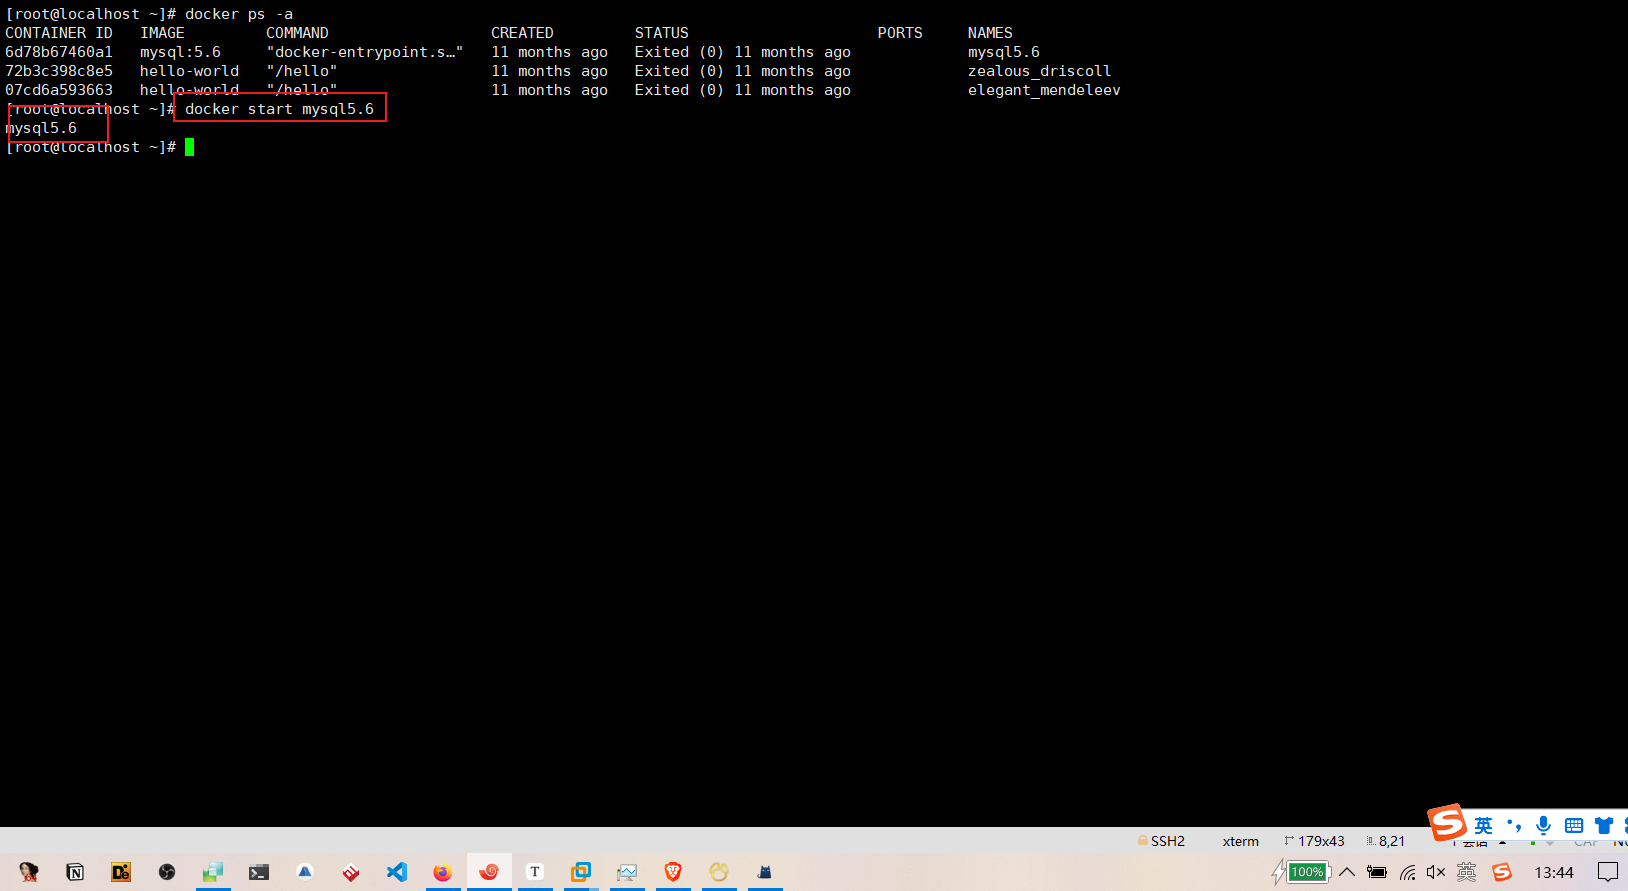 [root@localhost ~]# docker ps -a
CONTAINER ID   IMAGE         COMMAND                  CREATED         STATUS                     PORTS     NAMES
6d78b67460a1   mysql:5.6     "docker-entrypoint.s…"   11 months ago   Exited (0) 11 months ago             mysql5.6
72b3c398c8e5   hello-world   "/hello"                 11 months ago   Exited (0) 11 months ago             zealous_driscoll
07cd6a593663   hello-world   "/hello"                 11 months ago   Exited (0) 11 months ago             elegant_mendeleev
[root@localhost ~]# docker start mysql5.6
mysql5.6
[root@localhost ~]#
英
SSH2 xterm 179x43 8,21 CAP
100% 英 13:44